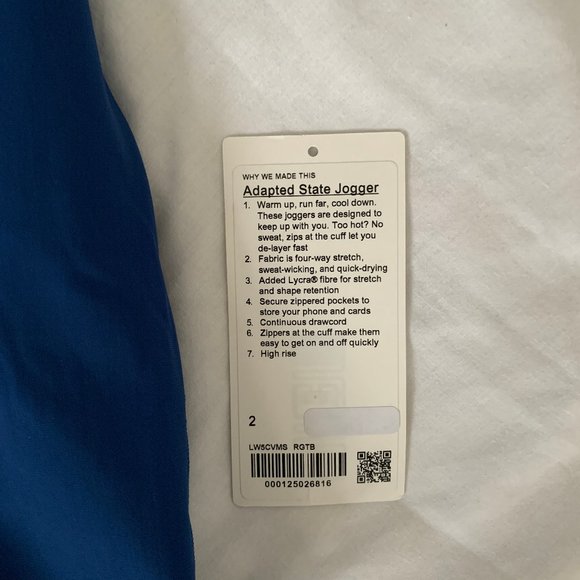 WHY WE MADE THIS
Adapted State Jogger
1. Warm up, run far, cool down.
These joggers are designed to
keep up with you. Too hot? No
sweat, zips at the cuff let you
de-layer fast
2. Fabric is four-way stretch,
sweat-wicking, and quick-drying
3. Added Lycra® fibre for stretch
and shape retention
4. Secure zippered pockets to
store your phone and cards
5. Continuous drawcord
6. Zippers at the cuff make them
easy to get on and off quickly
7. High rise
2
LW5CVMS RGTB
000125026816